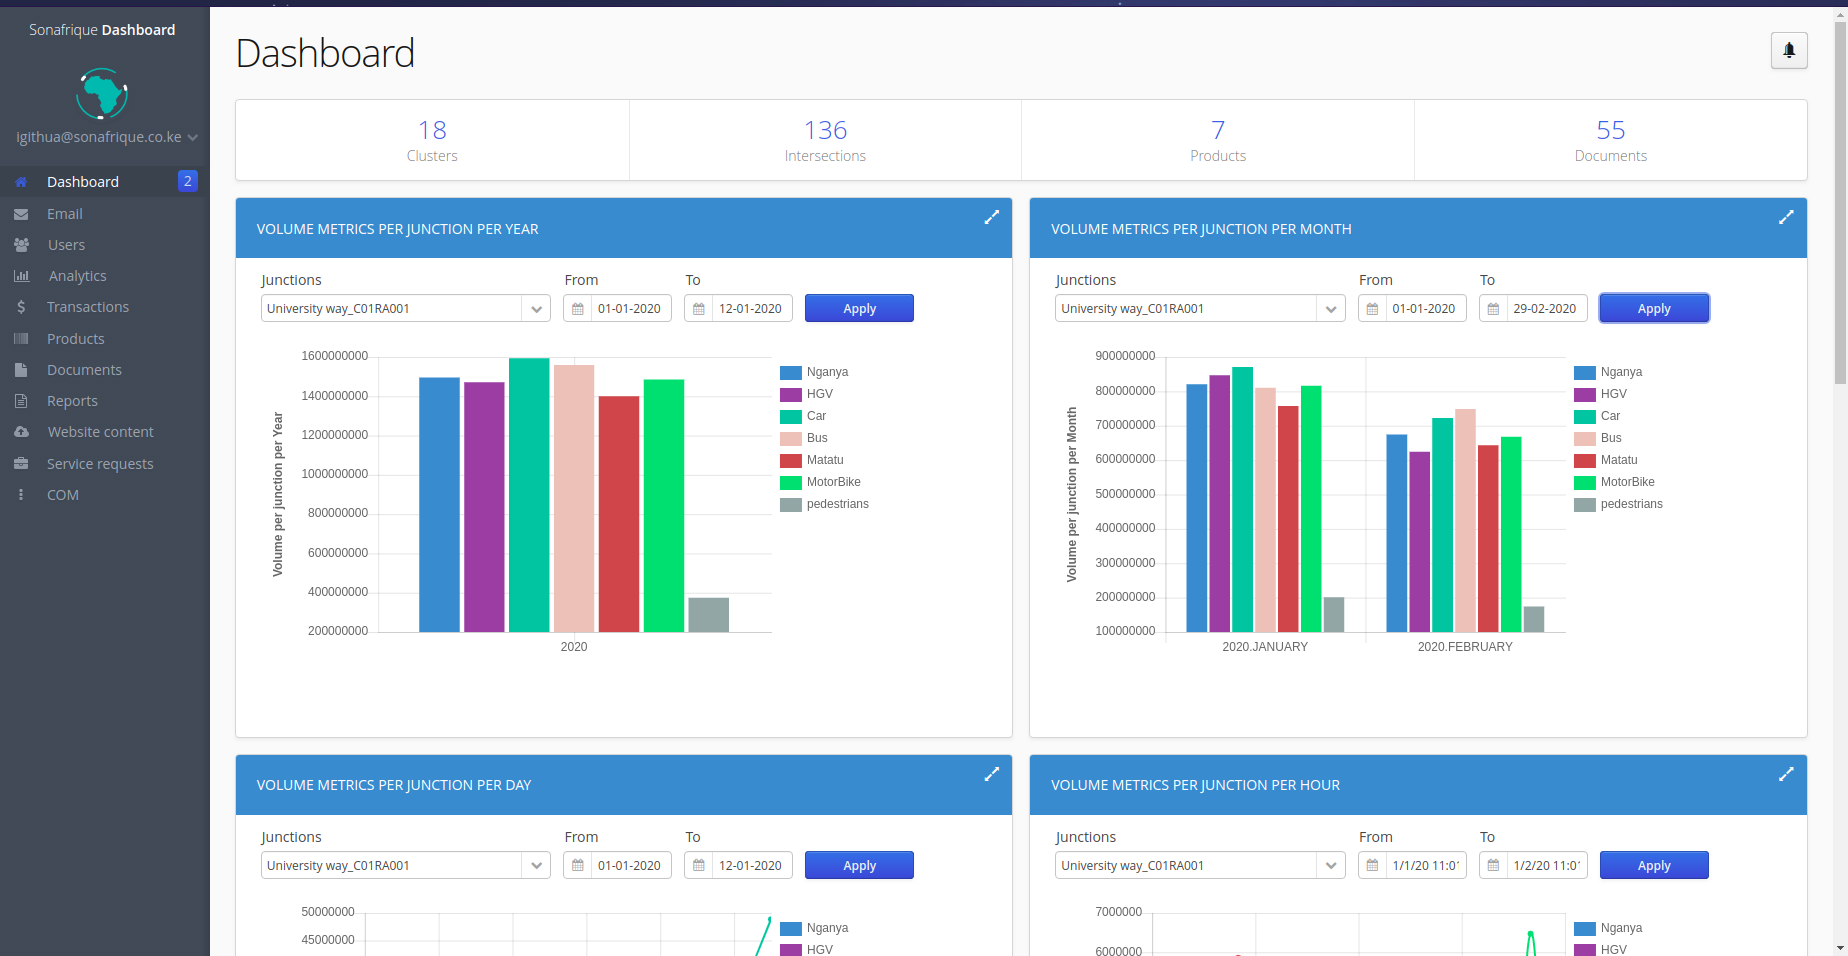 Sonafrique Dashboard
igithua@sonafrique.co.ke
Dashboard 2
Email
Users
Analytics
Transactions
Products
Documents
Reports
Website content
Service requests
COM
Dashboard
18
Clusters
136
Intersections
7
Products
55
Documents
VOLUME METRICS PER JUNCTION PER YEAR
Junctions From To
University way_C01RA001 01-01-2020 12-01-2020 Apply
Volume per junction per Year
1600000000
1400000000
1200000000
1000000000
800000000
600000000
400000000
200000000
2020
Nganya
HGV
Car
Bus
Matatu
MotorBike
pedestrians
VOLUME METRICS PER JUNCTION PER MONTH
Junctions From To
University way_C01RA001 01-01-2020 29-02-2020 Apply
Volume per junction per Month
900000000
800000000
700000000
600000000
500000000
400000000
300000000
200000000
100000000
2020.JANUARY 2020.FEBRUARY
Nganya
HGV
Car
Bus
Matatu
MotorBike
pedestrians
VOLUME METRICS PER JUNCTION PER DAY
Junctions From To
University way_C01RA001 01-01-2020 12-01-2020 Apply
50000000
45000000
Nganya
HGV
VOLUME METRICS PER JUNCTION PER HOUR
Junctions From To
University way_C01RA001 1/1/20 11:01 1/2/20 11:01 Apply
7000000
6000000
Nganya
HGV